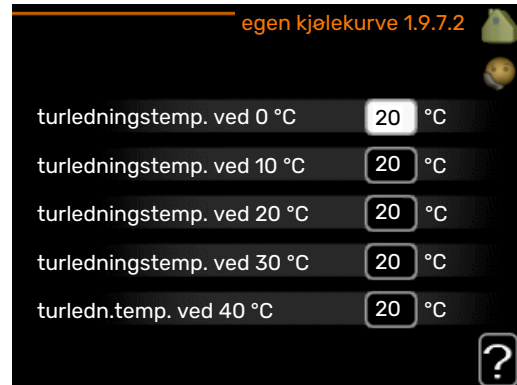 egen kjølekurve 1.9.7.2
turledningstemp. ved 0 °C 20 °C
turledningstemp. ved 10 °C 20 °C
turledningstemp. ved 20 °C 20 °C
turledningstemp. ved 30 °C 20 °C
turledn.temp. ved 40 °C 20 °C
?